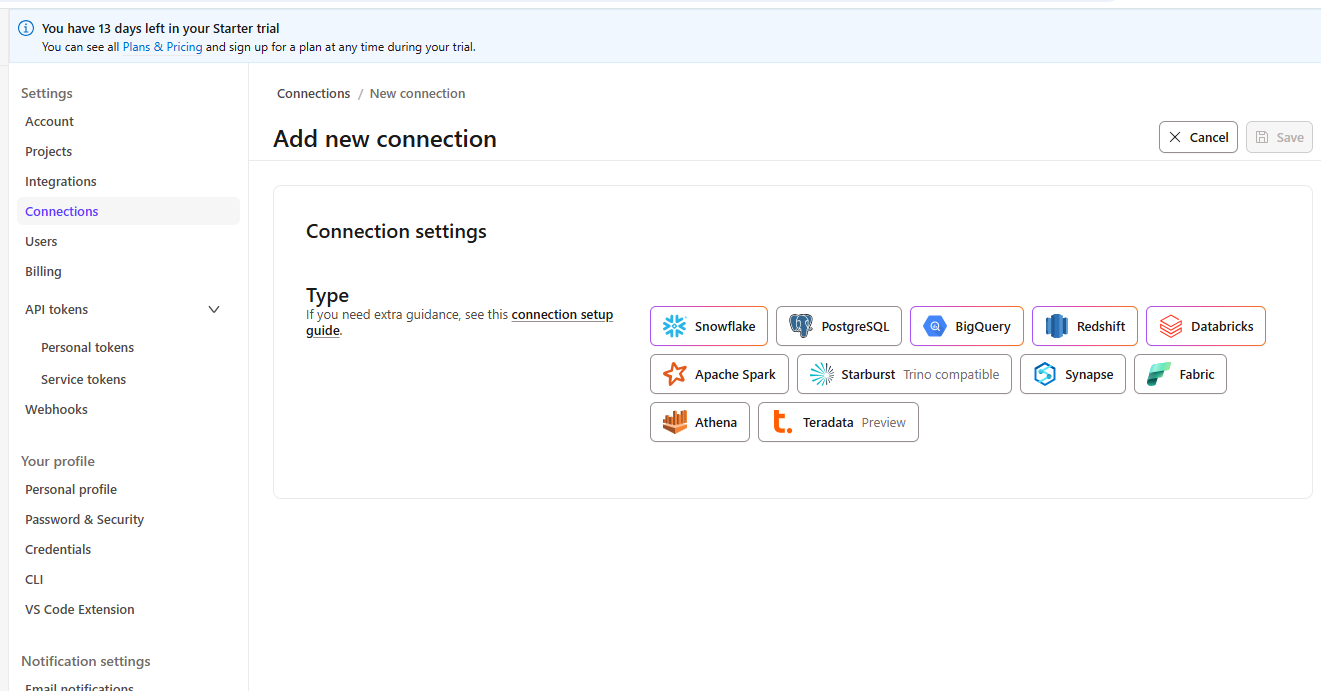 You have 13 days left in your Starter trial
You can see all Plans & Pricing and sign up for a plan at any time during your trial.
Settings
Account
Projects
Integrations
Connections
Users
Billing
API tokens
Personal tokens
Service tokens
Webhooks
Your profile
Personal profile
Password & Security
Credentials
CLI
VS Code Extension
Notification settings
Email notifications
Connections / New connection
Add new connection
Cancel
Save
Connection settings
Type
If you need extra guidance, see this connection setup
guide.
Snowflake
PostgreSQL
BigQuery
Redshift
Databricks
Apache Spark
Starburst Trino compatible
Synapse
Fabric
Athena
Teradata Preview